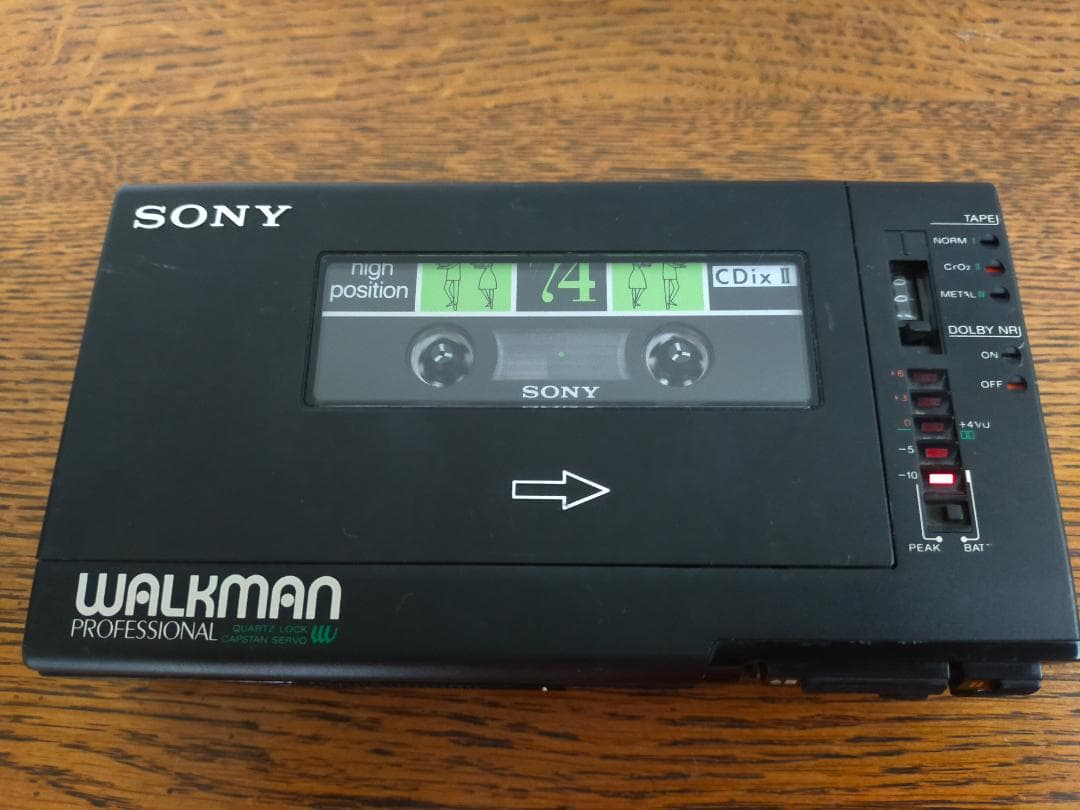 SONY
high
position
74
CDix II
SONY
WALKMAN
PROFESSIONAL
QUARTZ LOCK
CAPSTAN SERVO
TAPE
NORM I
CrO2 II
METAL IV
DOLBY NR
ON
OFF
+6
+3
0
+4VU
-5
-10
PEAK
BATT